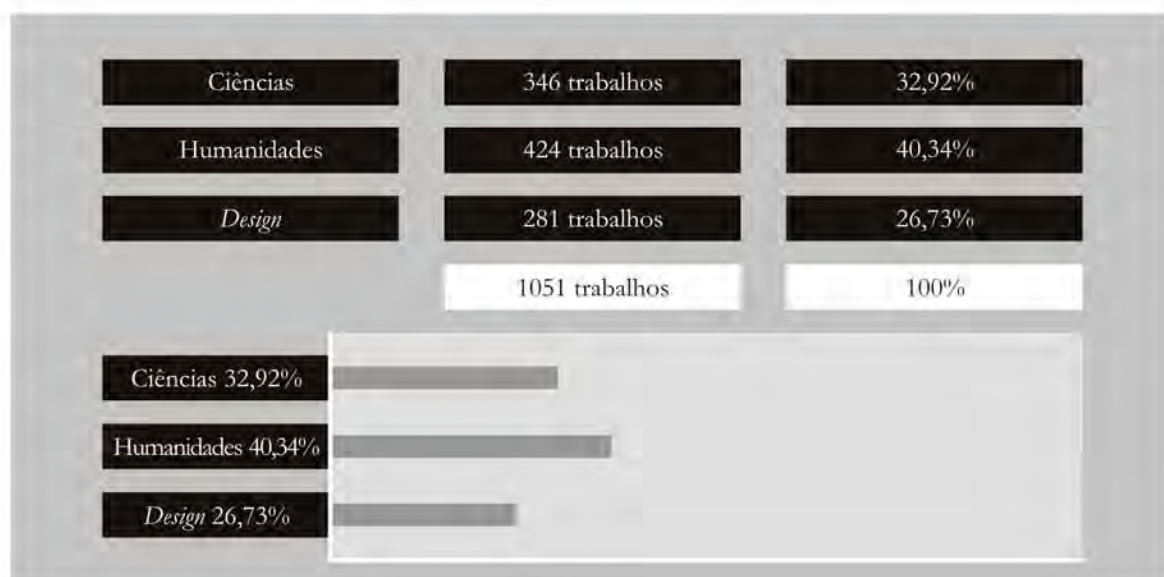 Ciências 346 trabalhos 32,92%
Humanidades 424 trabalhos 40,34%
Design 281 trabalhos 26,73%
1051 trabalhos 100%
Ciências 32,92%
Humanidades 40,34%
Design 26,73%